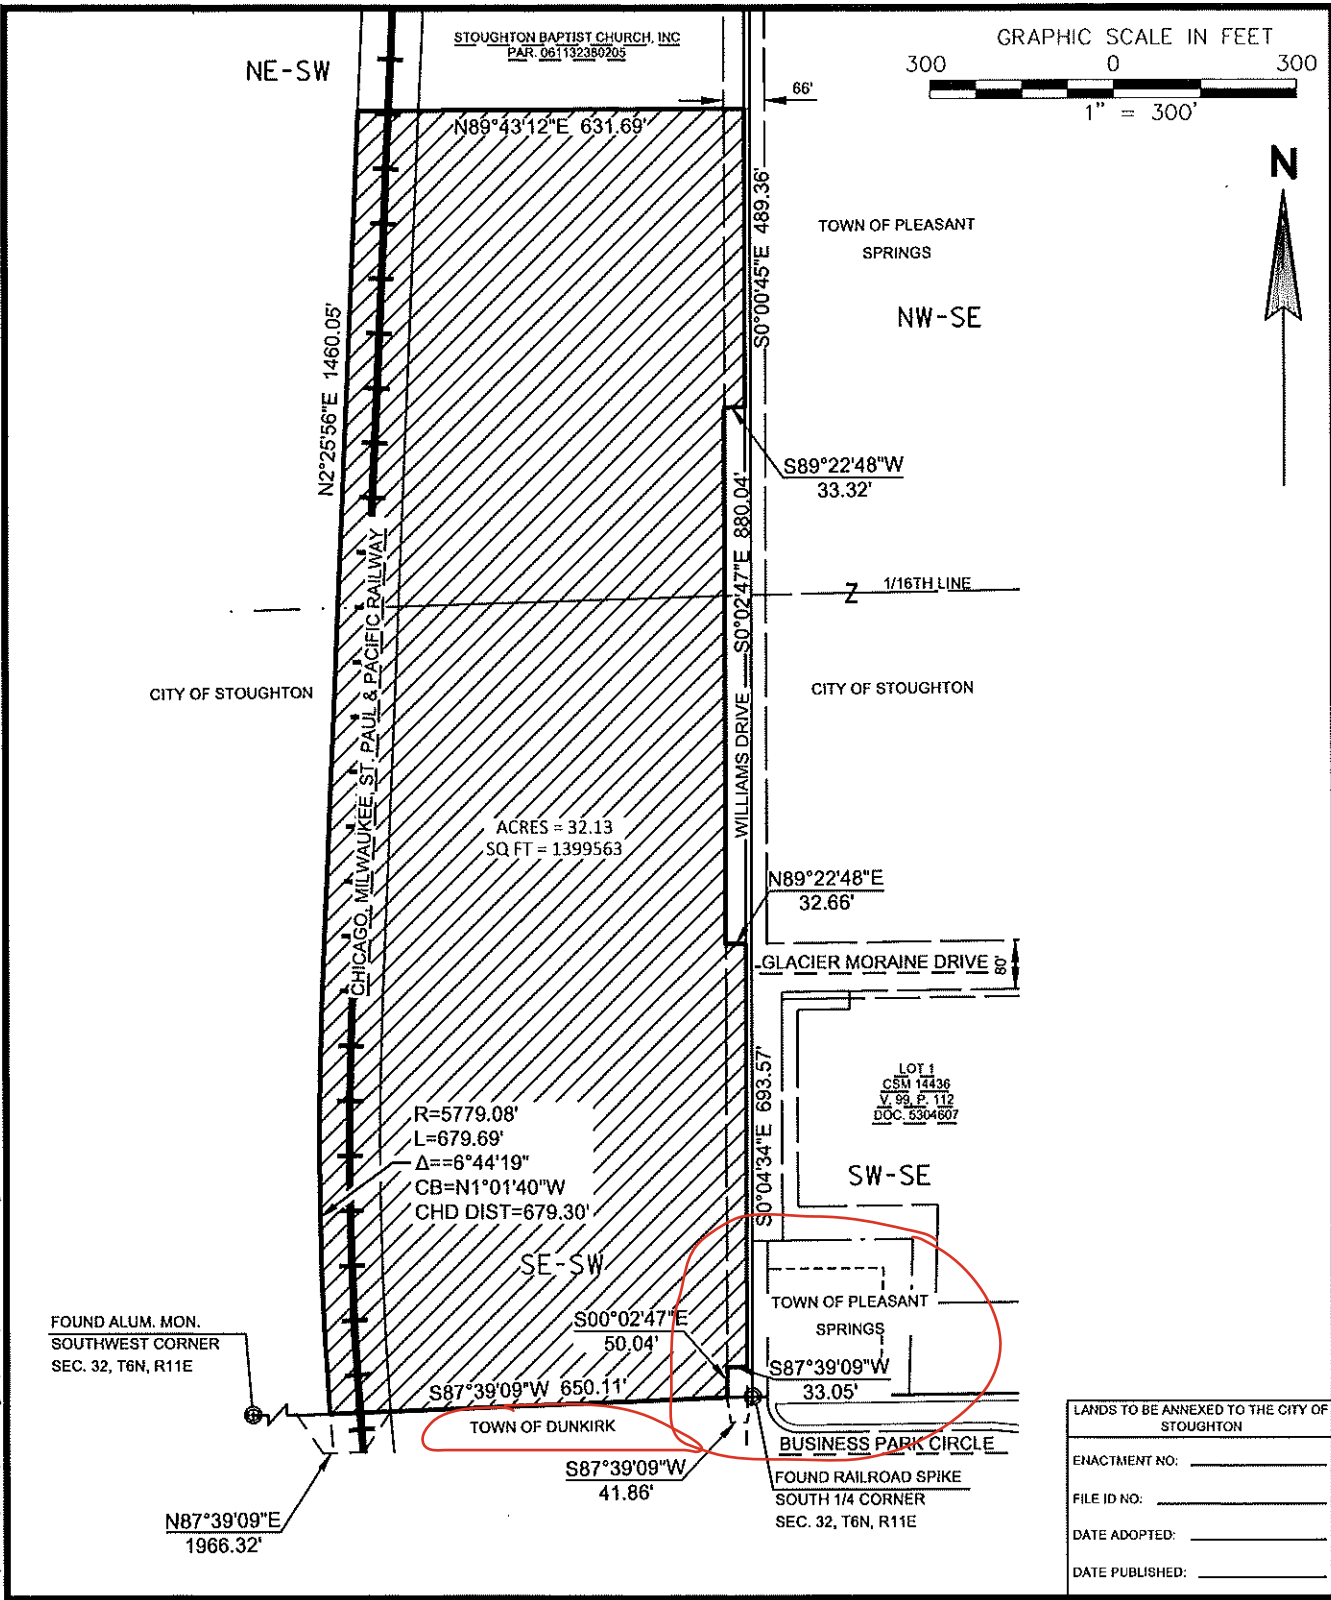 STOUGHTON BAPTIST CHURCH, INC
PAR. 061132380205
NE-SW
GRAPHIC SCALE IN FEET
300 0 300
1" = 300'
66'
N89°43'12"E 631.69'
N
S0°00'45"E 489.36'
TOWN OF PLEASANT
SPRINGS
NW-SE
N2°25'56"E 1460.05'
S89°22'48"W
33.32'
S0°02'47"E 880.04'
Z 1/16TH LINE
CHICAGO, MILWAUKEE, ST. PAUL & PACIFIC RAILWAY
CITY OF STOUGHTON
CITY OF STOUGHTON
WILLIAMS DRIVE
ACRES = 32.13
SQ FT = 1399563
N89°22'48"E
32.66'
GLACIER MORAINE DRIVE
80'
S0°04'34"E 693.57'
LOT 1
CSM 14436
V. 99, P. 112
DOC. 5304607
R=5779.08'
L=679.69'
Δ==6°44'19"
CB=N1°01'40"W
CHD DIST=679.30'
SW-SE
SE-SW
TOWN OF PLEASANT
SPRINGS
S00°02'47"E
50.04'
FOUND ALUM. MON.
SOUTHWEST CORNER
SEC. 32, T6N, R11E
S87°39'09"W
33.05'
S87°39'09"W 650.11'
TOWN OF DUNKIRK
BUSINESS PARK CIRCLE
S87°39'09"W
41.86'
FOUND RAILROAD SPIKE
SOUTH 1/4 CORNER
SEC. 32, T6N, R11E
N87°39'09"E
1966.32'
LANDS TO BE ANNEXED TO THE CITY OF
STOUGHTON
ENACTMENT NO:
FILE ID NO:
DATE ADOPTED:
DATE PUBLISHED: